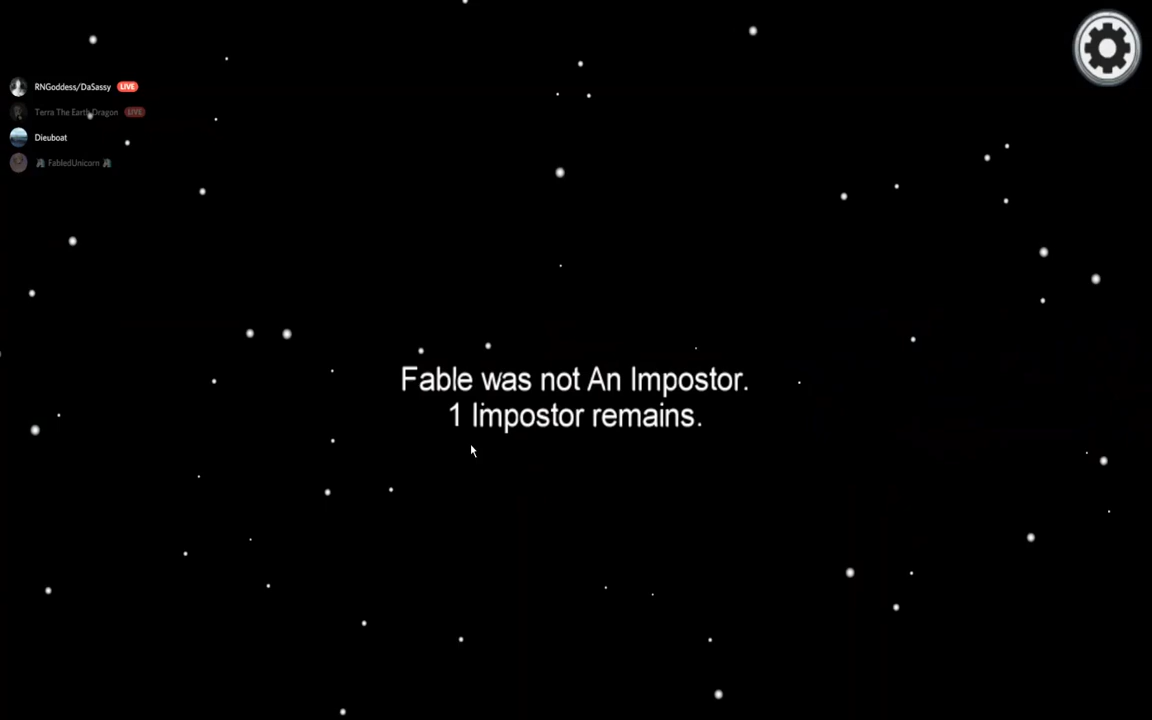 RNGoddess/DaSassy LIVE
Terra The Earth Dragon LIVE
Dieuboat
FabledUnicorn
Fable was not An Impostor.
1 Impostor remains.